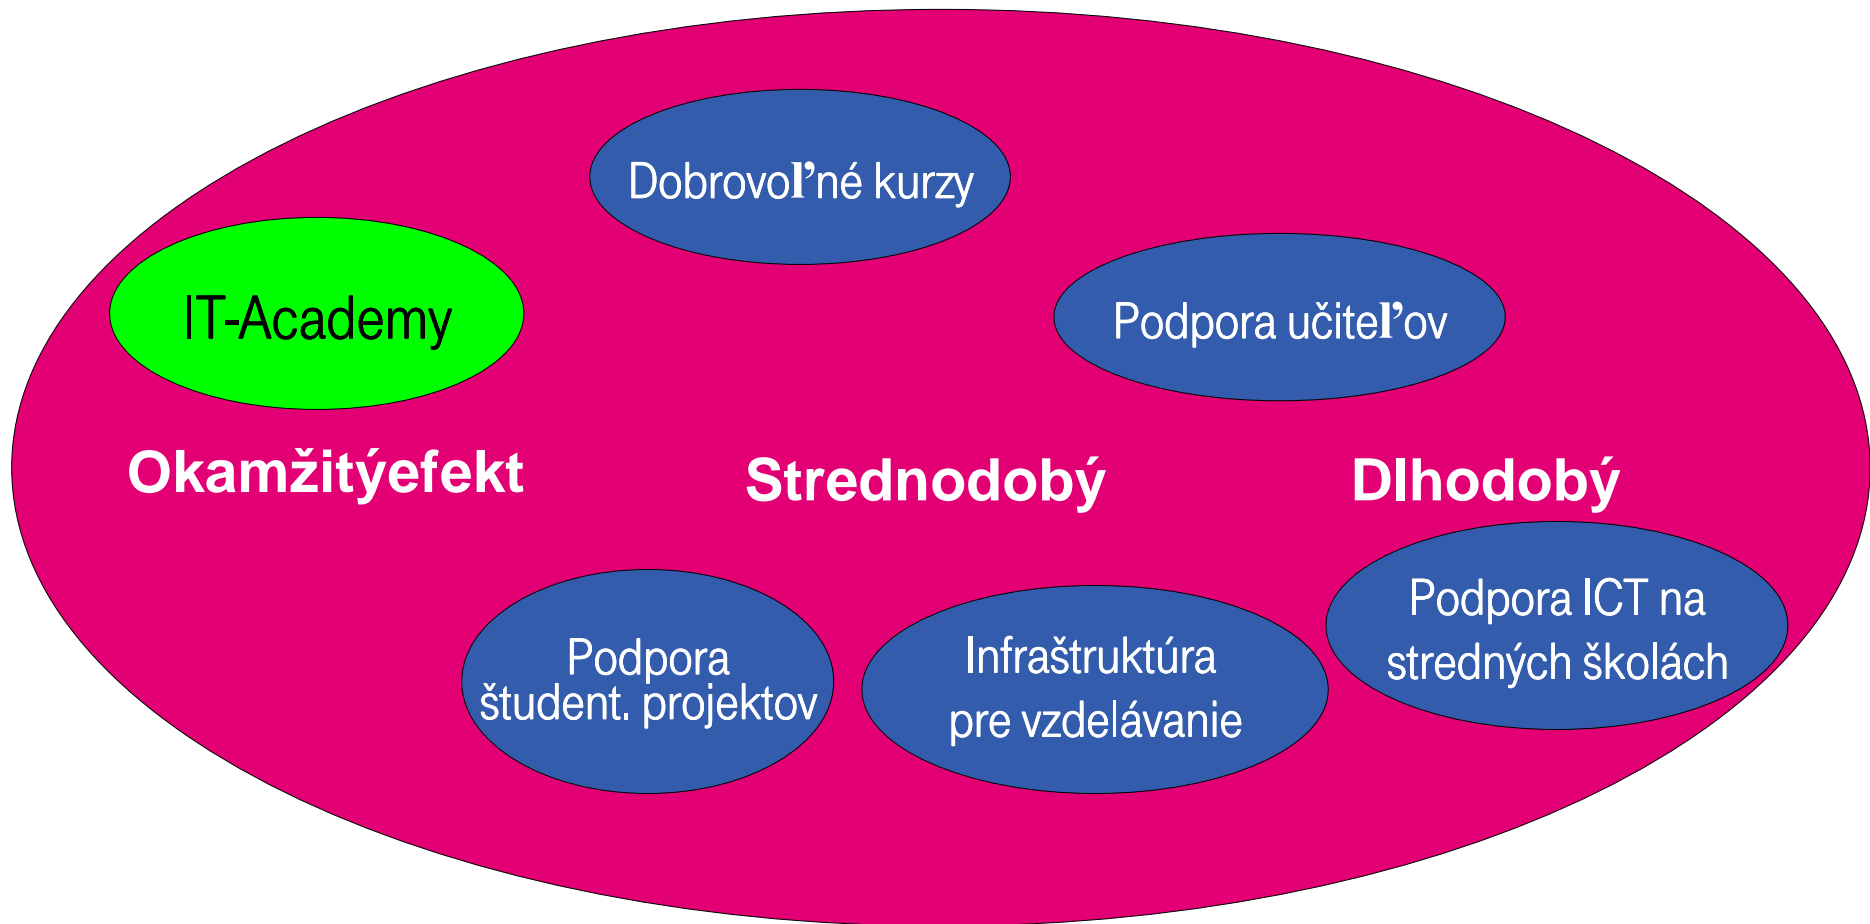 Dobrovoľné kurzy
IT-Academy
Podpora učiteľov
Okamžitýefekt
Strednodobý
Dlhodobý
Podpora
študent. projektov
Infraštruktúra
pre vzdelávanie
Podpora ICT na
stredných školách